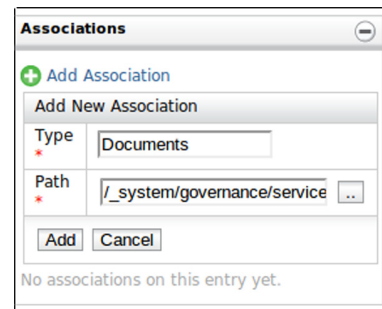 Associations
Add Association
Add New Association
Type
*
Documents
Path
*
/_system/governance/service
..
Add Cancel
No associations on this entry yet.